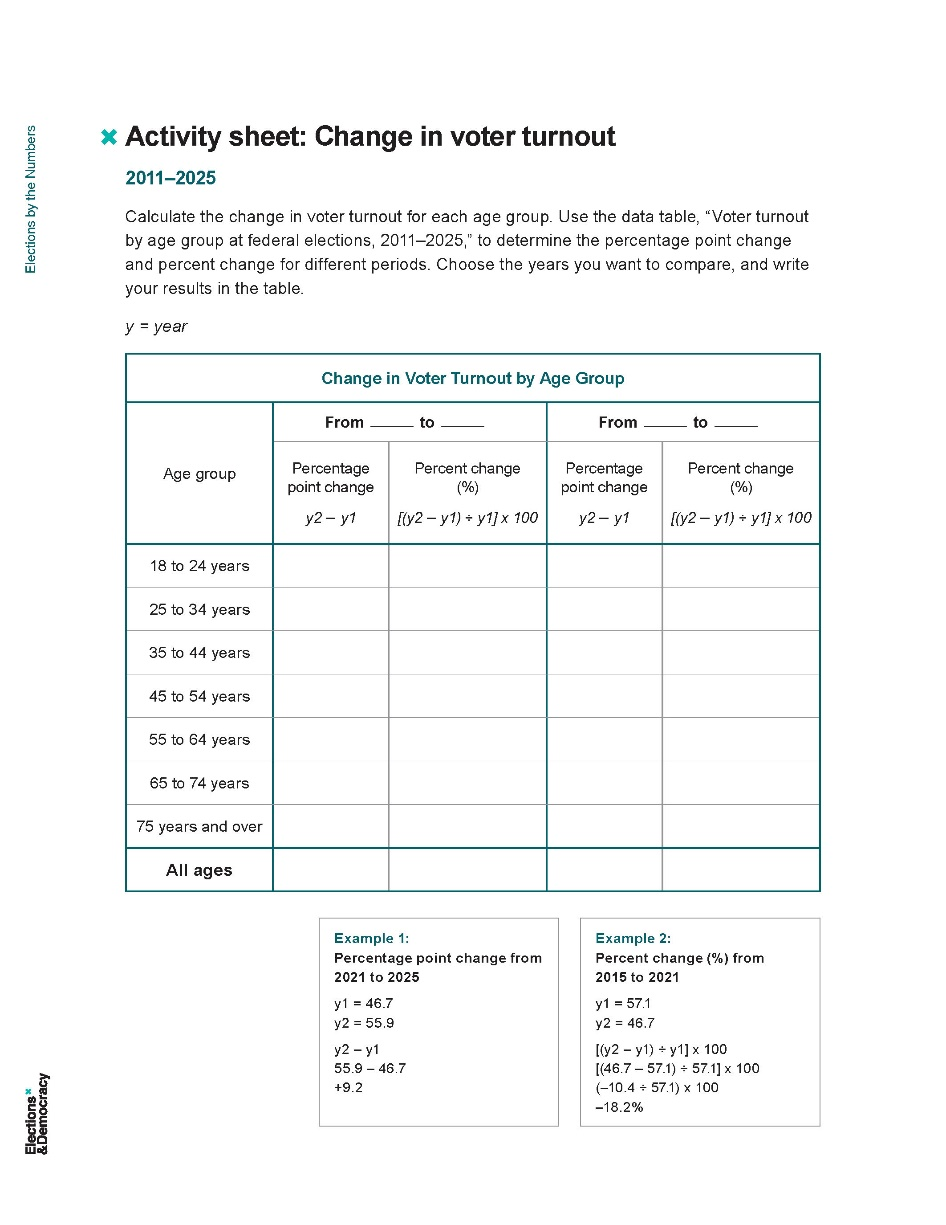 Elections by the Numbers
Activity sheet: Change in voter turnout
2011–2025
Calculate the change in voter turnout for each age group. Use the data table, “Voter turnout
by age group at federal elections, 2011–2025,” to determine the percentage point change
and percent change for different periods. Choose the years you want to compare, and write
your results in the table.
y = year
Change in Voter Turnout by Age Group
Age group
From _____ to _____
From _____ to _____
Percentage
point change
y2 – y1
Percent change
(%)
[(y2 – y1) ÷ y1] x 100
Percentage
point change
y2 – y1
Percent change
(%)
[(y2 – y1) ÷ y1] x 100
18 to 24 years
25 to 34 years
35 to 44 years
45 to 54 years
55 to 64 years
65 to 74 years
75 years and over
All ages
Example 1:
Percentage point change from
2021 to 2025
y1 = 46.7
y2 = 55.9
y2 – y1
55.9 – 46.7
+9.2
Example 2:
Percent change (%) from
2015 to 2021
y1 = 57.1
y2 = 46.7
[(y2 – y1) ÷ y1] x 100
[(46.7 – 57.1) ÷ 57.1] x 100
(–10.4 ÷ 57.1) x 100
–18.2%
Elections
&Democracy